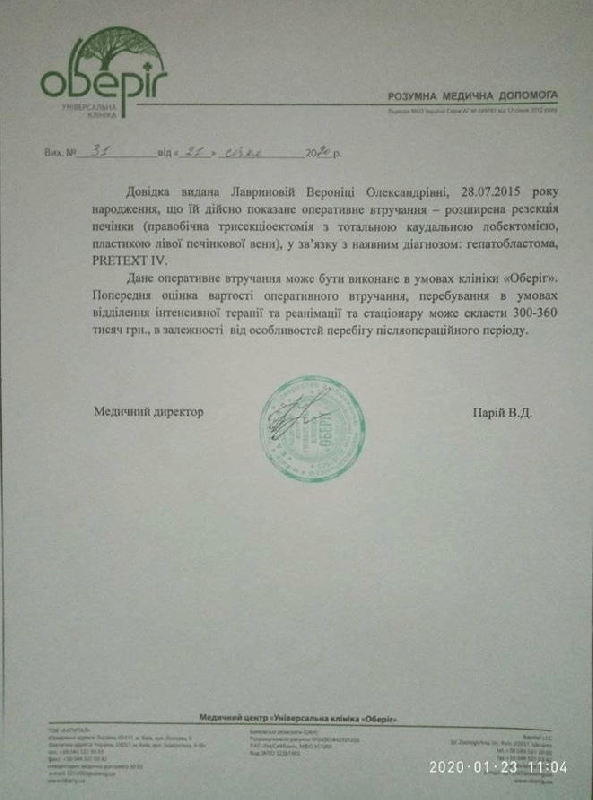 оберіг
УНІВЕРСАЛЬНА
КЛІНІКА
РОЗУМНА МЕДИЧНА ДОПОМОГА
Вих. № 31 від « 21 » січня 2020 р.
Довідка видана Лавриновій Вероніці Олександрівні, 28.07.2015 року
народження, що їй дійсно показане оперативне втручання – розширена резекція
печінки (правобічна трисекціоектомія з тотальною каудальною лобектомією,
пластикою лівої печінкової вени), у зв'язку з наявним діагнозом: гепатобластома,
PRETEXT IV.
Дане оперативне втручання може бути виконане в умовах клініки «Оберіг».
Попередня оцінка вартості оперативного втручання, перебування в умовах
відділення інтенсивної терапії та реанімації та стаціонару може скласти 300-360
тисяч грн., в залежності від особливостей перебігу післяопераційного періоду.
Медичний директор
ОБЕРІГ
Парій В.Д.
Медичний центр «Універсальна клініка «Оберіг»
2020·01·23 11:04